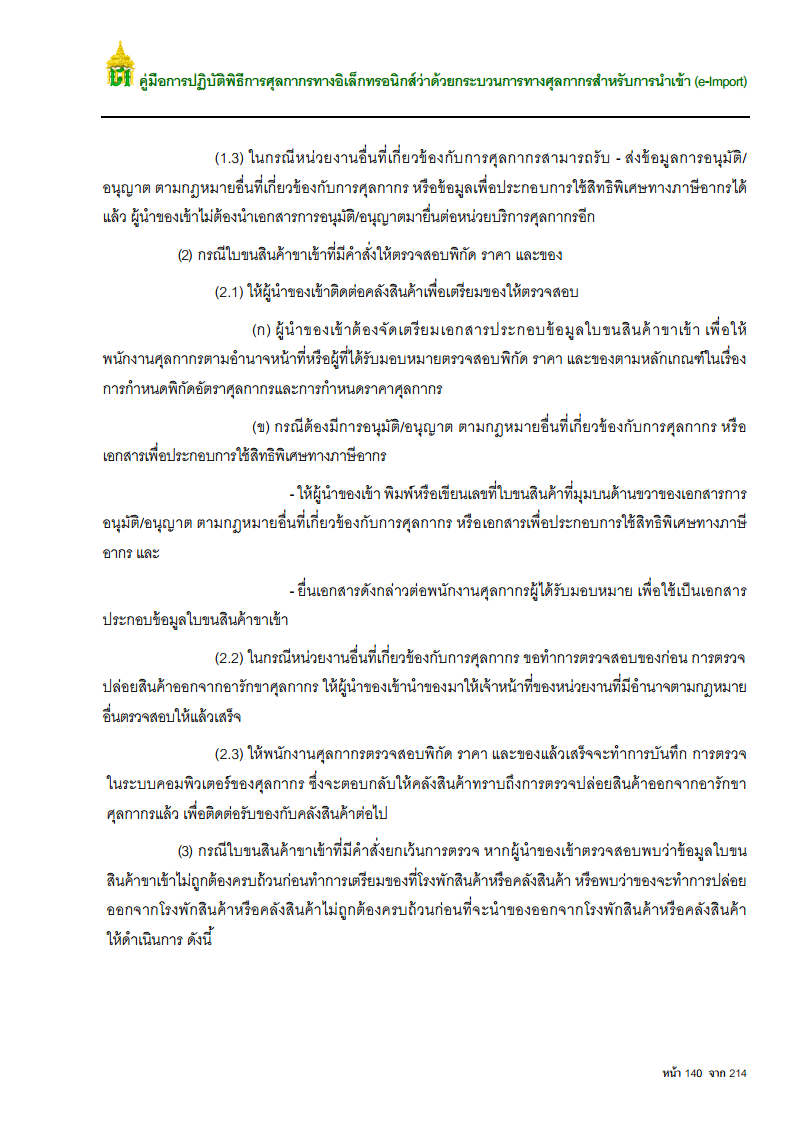 คู่มือการปฏิบัติพิธีการศุลกากรทางอิเล็กทรอนิกส์ว่าด้วยกระบวนการทางศุลกากรสำหรับการนำเข้า (e-Import)
(1.3) ในกรณีหน่วยงานอื่นที่เกี่ยวข้องกับการศุลกากรสามารถรับ - ส่งข้อมูลการอนุมัติ/
อนุญาต ตามกฎหมายอื่นที่เกี่ยวข้องกับการศุลกากร หรือข้อมูลเพื่อประกอบการใช้สิทธิพิเศษทางภาษีอากรได้
แล้ว ผู้นำของเข้าไม่ต้องนำเอกสารการอนุมัติ/อนุญาตมายื่นต่อหน่วยบริการศุลกากรอีก
(2) กรณีใบขนสินค้าขาเข้าที่มีคำสั่งให้ตรวจสอบพิกัด ราคา และของ
(2.1) ให้ผู้นำของเข้าติดต่อคลังสินค้าเพื่อเตรียมของให้ตรวจสอบ
(ก) ผู้นำของเข้าต้องจัดเตรียมเอกสารประกอบข้อมูลใบขนสินค้าขาเข้า เพื่อให้
พนักงานศุลกากรตามอำนาจหน้าที่หรือผู้ที่ได้รับมอบหมายตรวจสอบพิกัด ราคา และของตามหลักเกณฑ์ในเรื่อง
การกำหนดพิกัดอัตราศุลกากรและการกำหนดราคาศุลกากร
(ข) กรณีต้องมีการอนุมัติ/อนุญาต ตามกฎหมายอื่นที่เกี่ยวข้องกับการศุลกากร หรือ
เอกสารเพื่อประกอบการใช้สิทธิพิเศษทางภาษีอากร
- ให้ผู้นำของเข้า พิมพ์หรือเขียนเลขที่ใบขนสินค้าที่มุมบนด้านขวาของเอกสารการ
อนุมัติ/อนุญาต ตามกฎหมายอื่นที่เกี่ยวข้องกับการศุลกากร หรือเอกสารเพื่อประกอบการใช้สิทธิพิเศษทางภาษี
อากร และ
- ยื่นเอกสารดังกล่าวต่อพนักงานศุลกากรผู้ได้รับมอบหมาย เพื่อใช้เป็นเอกสาร
ประกอบข้อมูลใบขนสินค้าขาเข้า
(2.2) ในกรณีหน่วยงานอื่นที่เกี่ยวข้องกับการศุลกากร ขอทำการตรวจสอบของก่อน การตรวจ
ปล่อยสินค้าออกจากอารักขาศุลกากร ให้ผู้นำของเข้านำของมาให้เจ้าหน้าที่ของหน่วยงานที่มีอำนาจตามกฎหมาย
อื่นตรวจสอบให้แล้วเสร็จ
(2.3) ให้พนักงานศุลกากรตรวจสอบพิกัด ราคา และของแล้วเสร็จจะทำการบันทึก การตรวจ
ในระบบคอมพิวเตอร์ของศุลกากร ซึ่งจะตอบกลับให้คลังสินค้าทราบถึงการตรวจปล่อยสินค้าออกจากอารักขา
ศุลกากรแล้ว เพื่อติดต่อรับของกับคลังสินค้าต่อไป
(3) กรณีใบขนสินค้าขาเข้าที่มีคำสั่งยกเว้นการตรวจ หากผู้นำของเข้าตรวจสอบพบว่าข้อมูลใบขน
สินค้าขาเข้าไม่ถูกต้องครบถ้วนก่อนทำการเตรียมของที่โรงพักสินค้าหรือคลังสินค้า หรือพบว่าของจะทำการปล่อย
ออกจากโรงพักสินค้าหรือคลังสินค้าไม่ถูกต้องครบถ้วนก่อนที่จะนำของออกจากโรงพักสินค้าหรือคลังสินค้า
ให้ดำเนินการ ดังนี้
หน้า 140 จาก 214